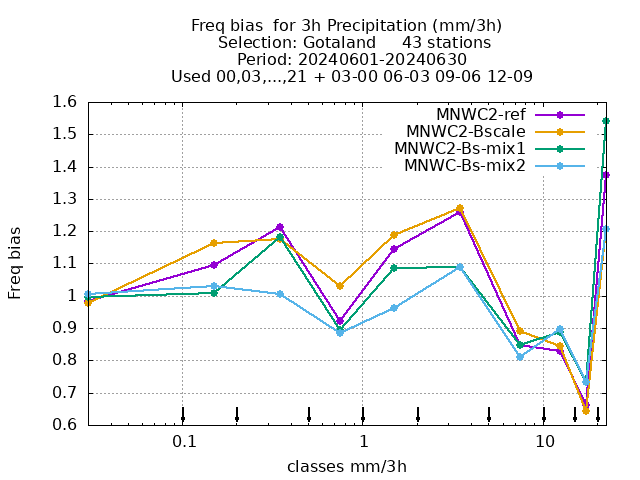 Freq bias  for 3h Precipitation (mm/3h)
Selection: Gotaland     43 stations
Period: 20240601-20240630
Used 00,03,...,21 + 03-00 06-03 09-06 12-09
MNWC2-ref
MNWC2-Bscale
MNWC2-Bs-mix1
MNWC-Bs-mix2
1.6
1.5
1.4
1.3
1.2
1.1
1
0.9
0.8
0.7
0.6
Freq bias
0.1 1 10
classes mm/3h